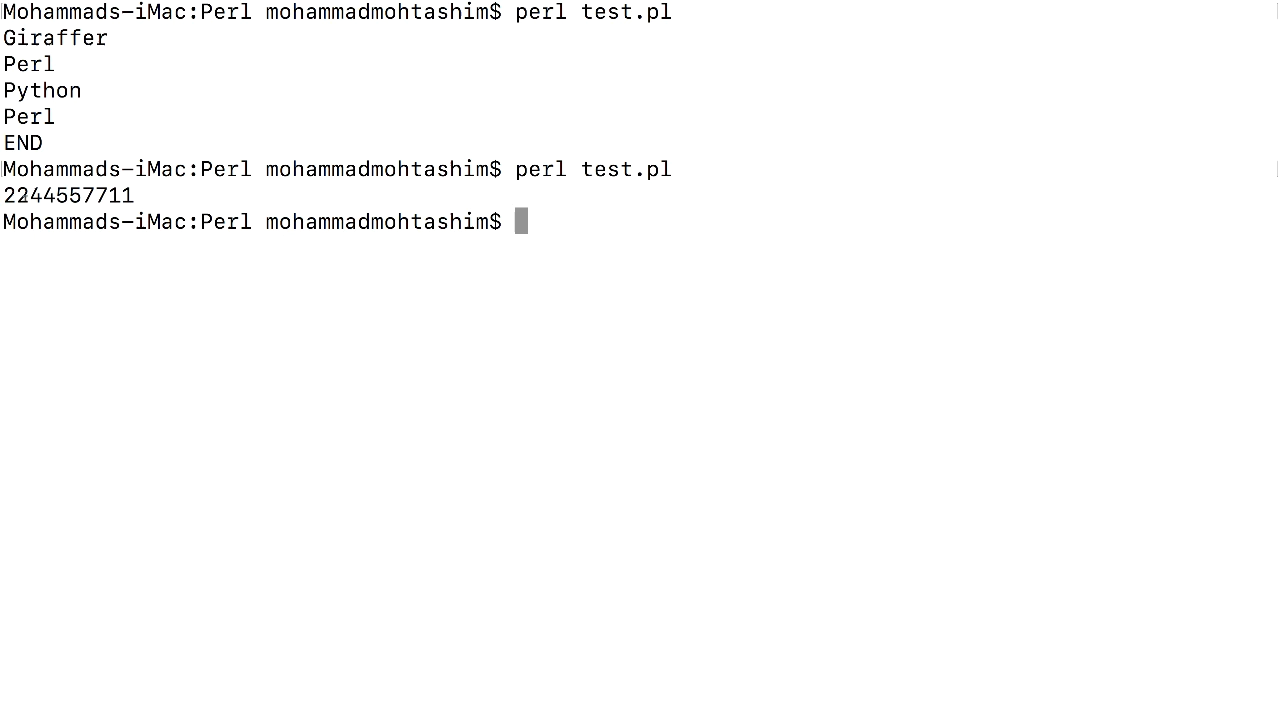 Mohammads-iMac:Perl mohammadmohtashim$ perl test.pl
Giraffer
Perl
Python
Perl
END
Mohammads-iMac:Perl mohammadmohtashim$ perl test.pl
2244557711
Mohammads-iMac:Perl mohammadmohtashim$